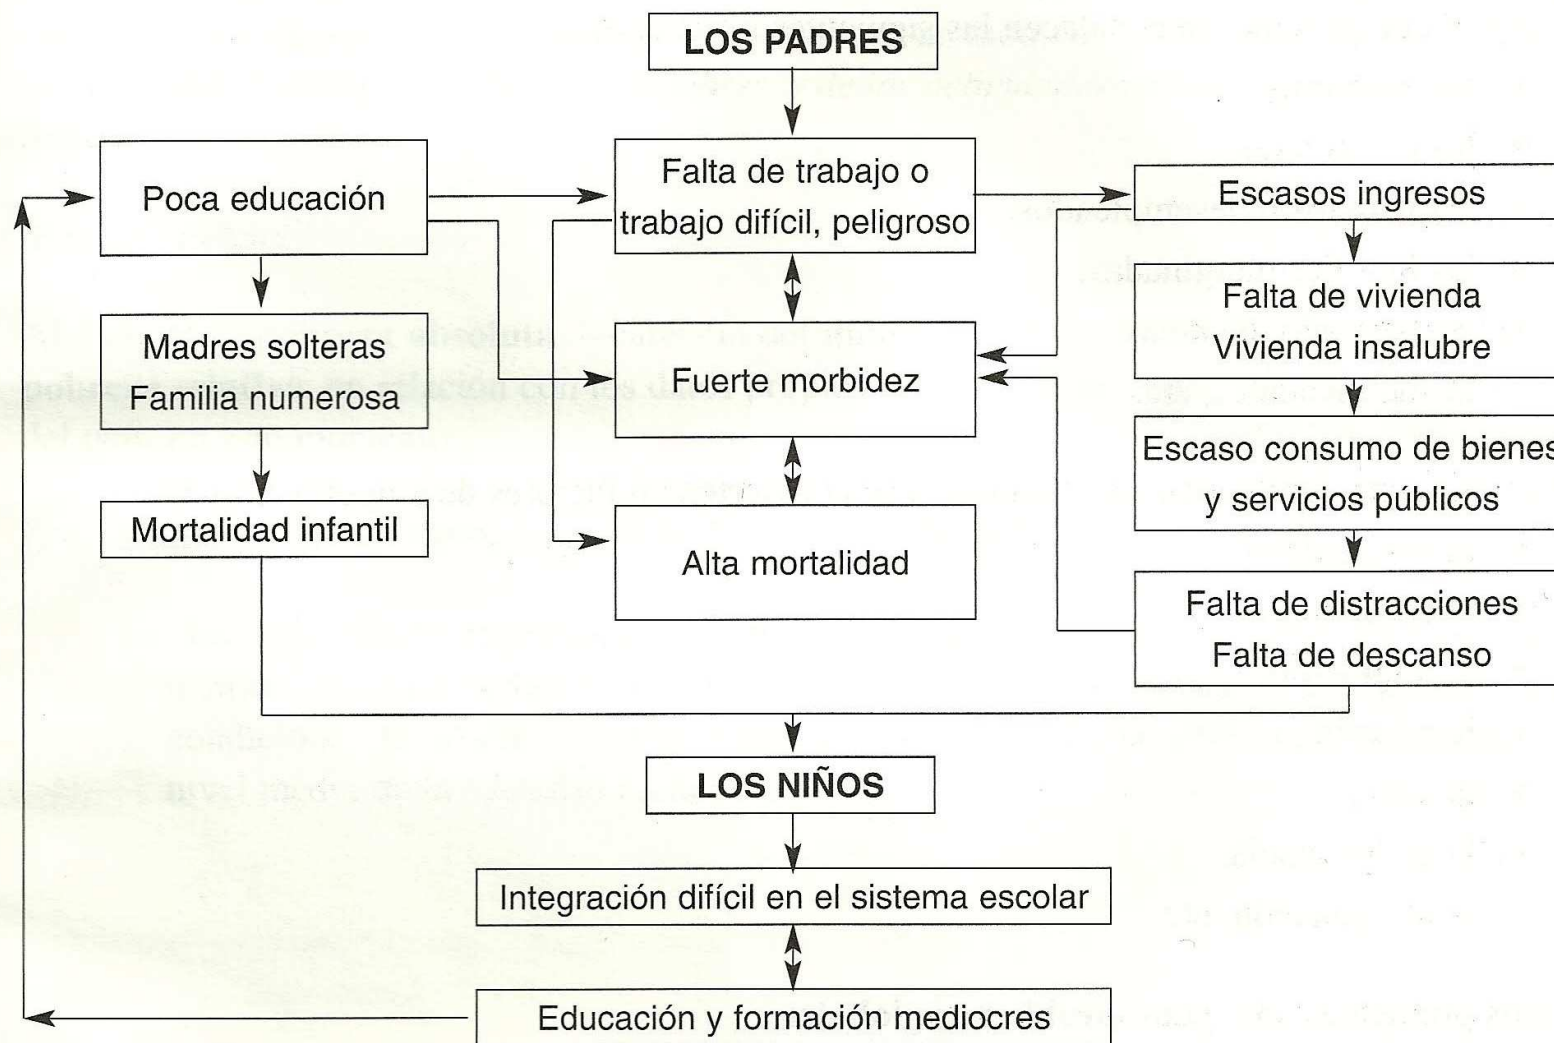 LOS PADRES
Poca educación
Falta de trabajo o
trabajo difícil, peligroso
Escasos ingresos
Madres solteras
Familia numerosa
Fuerte morbidez
Falta de vivienda
Vivienda insalubre
Mortalidad infantil
Alta mortalidad
Escaso consumo de bienes
y servicios públicos
Falta de distracciones
Falta de descanso
LOS NIÑOS
Integración difícil en el sistema escolar
Educación y formación mediocres